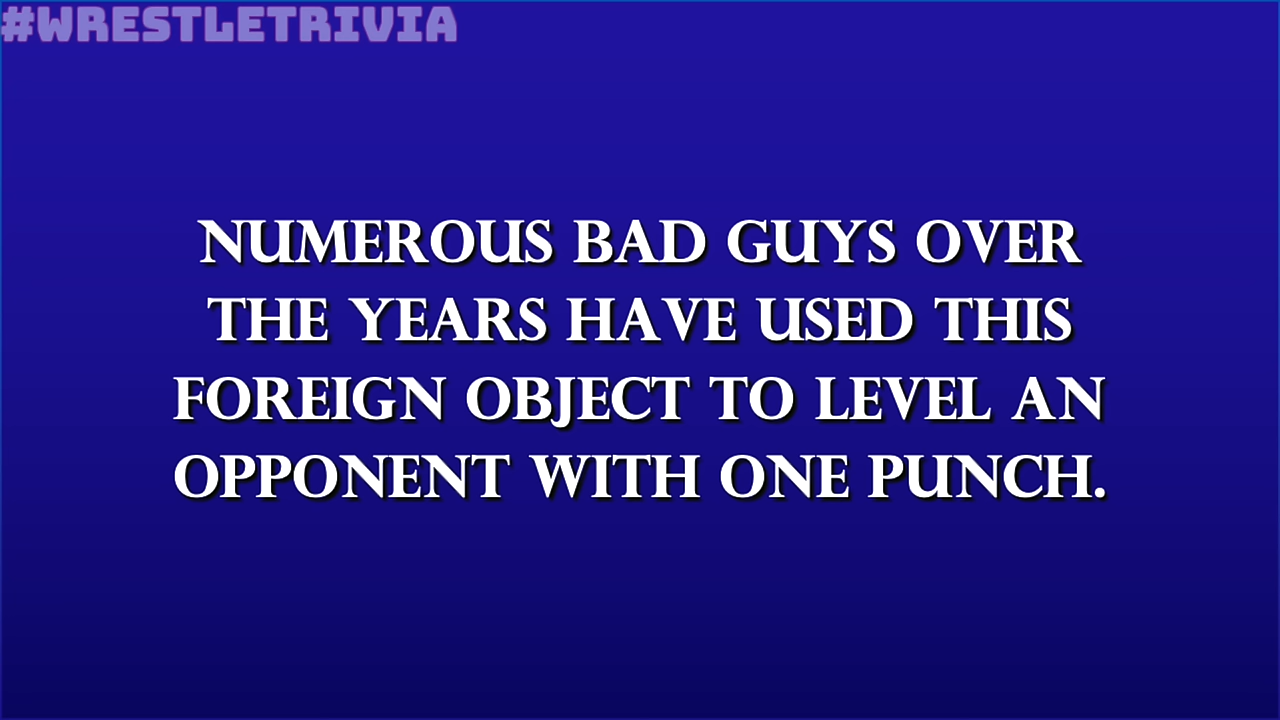 #WRESTLETRIVIA
NUMEROUS BAD GUYS OVER
THE YEARS HAVE USED THIS
FOREIGN OBJECT TO LEVEL AN
OPPONENT WITH ONE PUNCH.